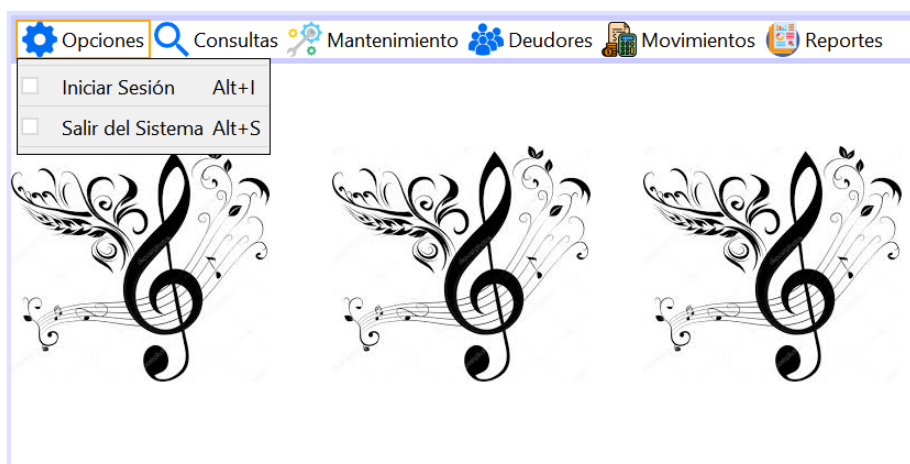 Opciones Consultas Mantenimiento Deudores Movimientos Reportes
Iniciar Sesión Alt+I
Salir del Sistema Alt+S